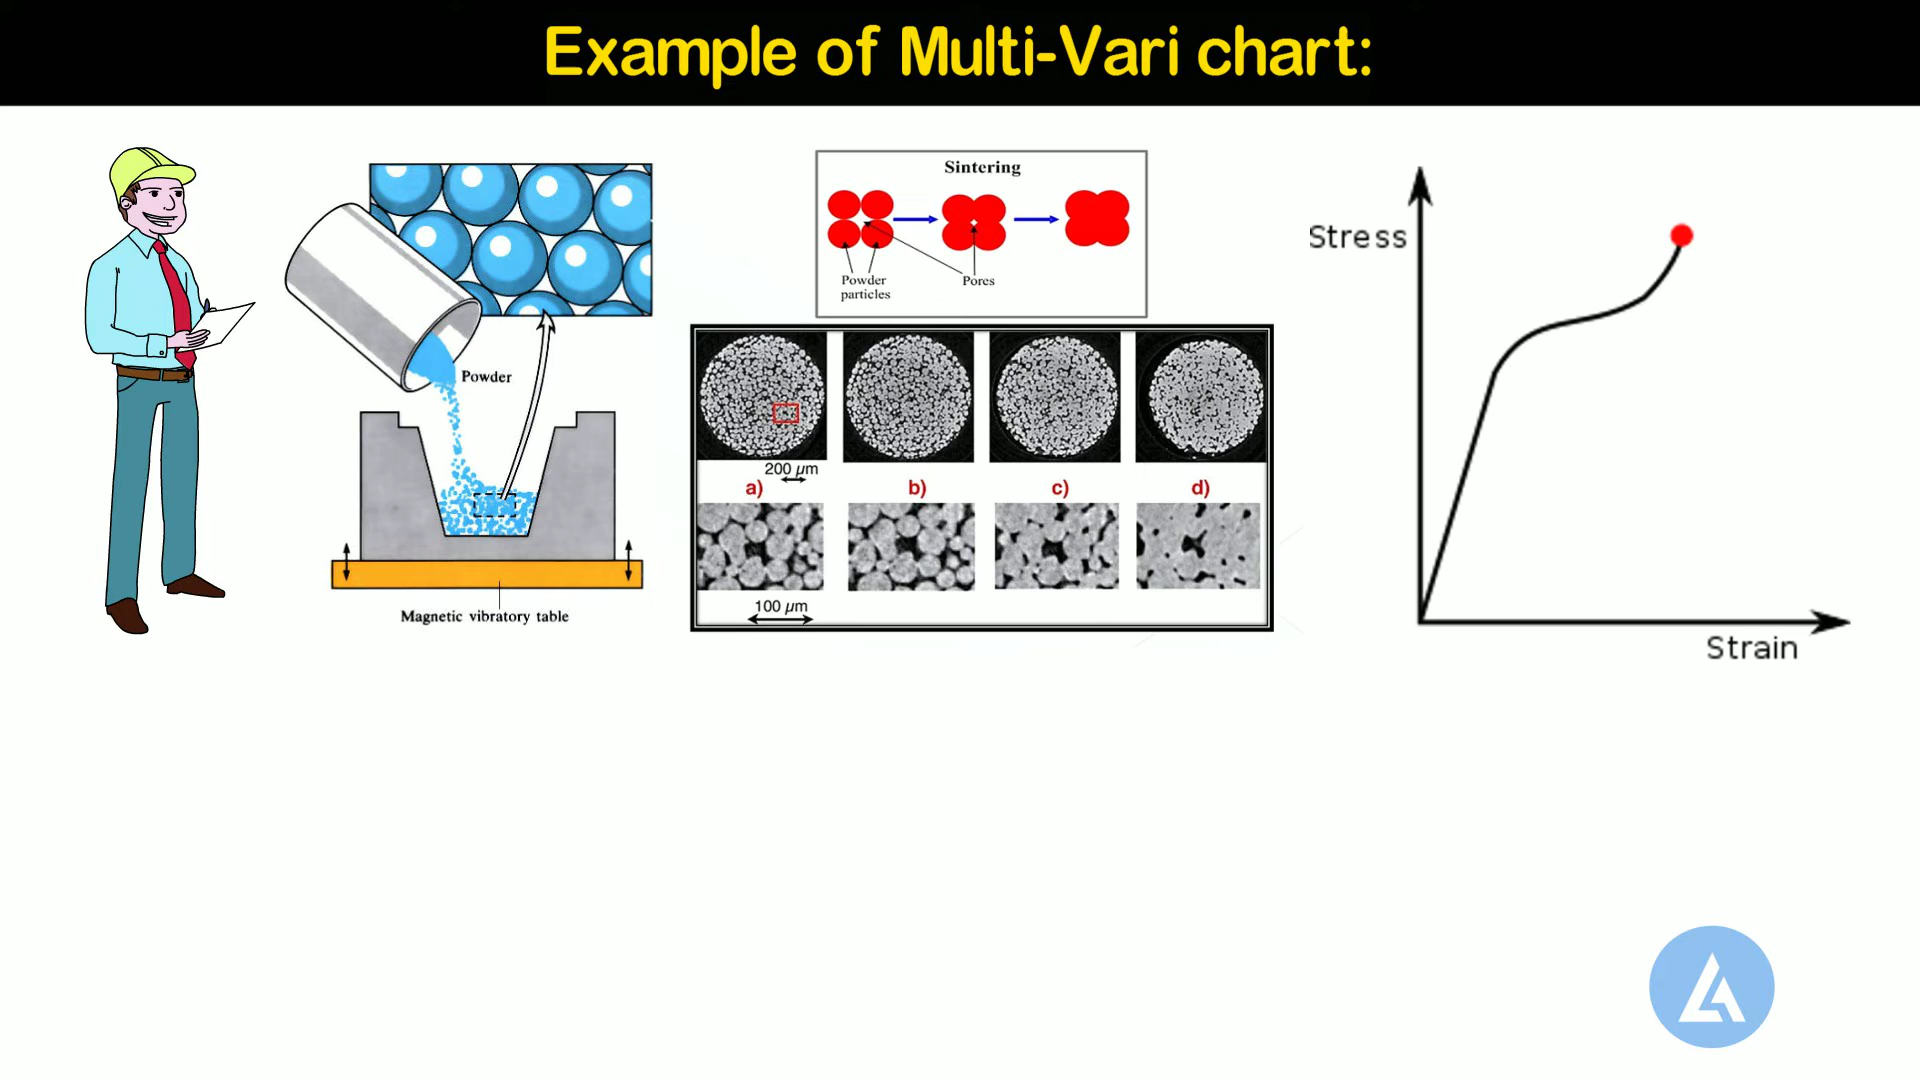 Example of Multi-Vari chart:
Sintering
Powder
particles
Pores
Powder
Magnetic vibratory table
200 µm
a)
b)
c)
d)
100 µm
Stress
Strain